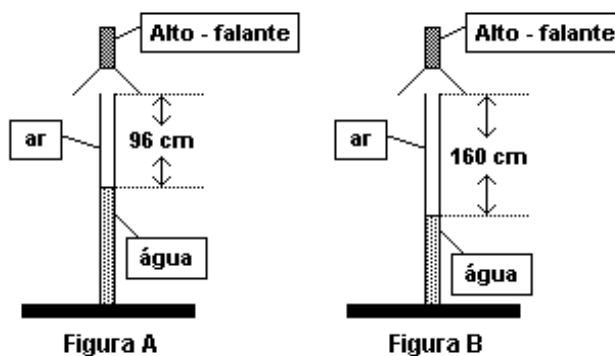 Alto - falante
ar
96 cm
água
Figura A
Alto - falante
ar
160 cm
água
Figura B